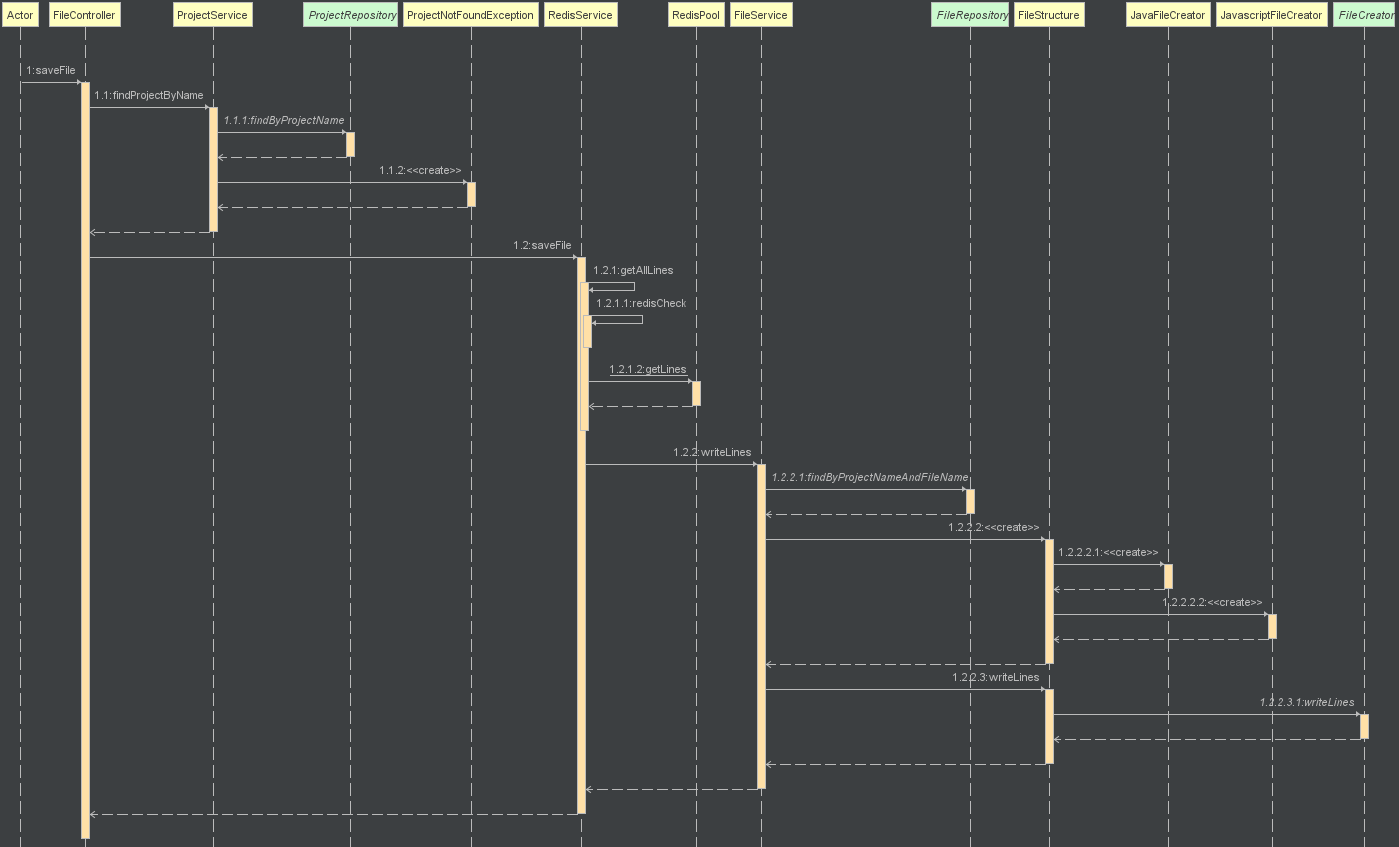 Actor
FileController
ProjectService
ProjectRepository
ProjectNotFoundException
RedisService
RedisPool
FileService
FileRepository
FileStructure
JavaFileCreator
JavascriptFileCreator
FileCreator
1:saveFile
1.1:findProjectByName
1.1.1:findByProjectName
1.1.2:<<create>>
1.2:saveFile
1.2.1:getAllLines
1.2.1.1:redisCheck
1.2.1.2:getLines
1.2.2:writeLines
1.2.2.1:findByProjectNameAndFileName
1.2.2.2:<<create>>
1.2.2.2.1:<<create>>
1.2.2.2.2:<<create>>
1.2.2.3:writeLines
1.2.2.3.1:writeLines